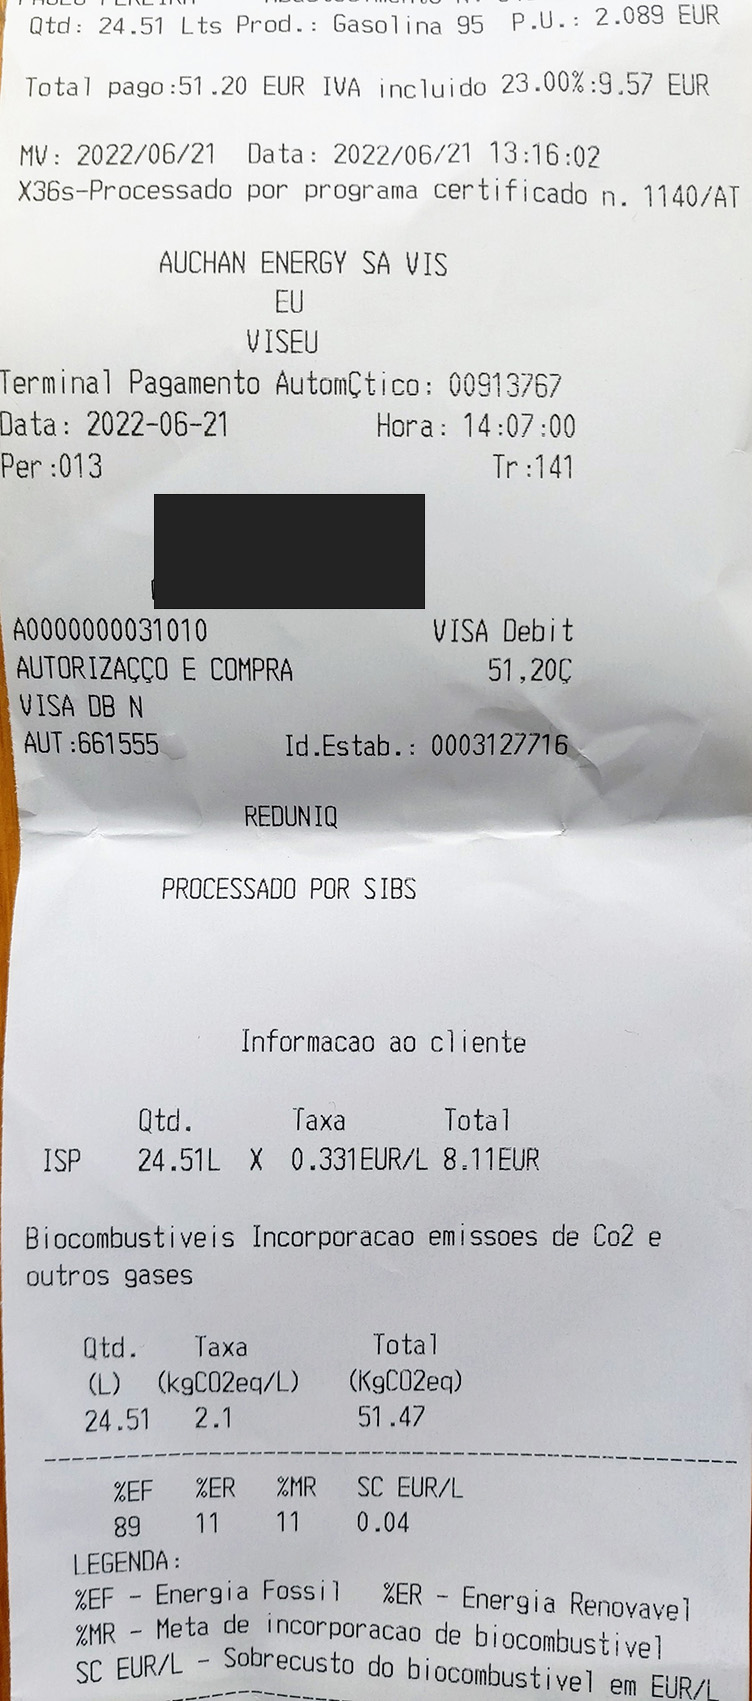 Qtd: 24.51 Lts Prod.: Gasolina 95 P.U.: 2.089 EUR
Total pago:51.20 EUR IVA incluido 23.00%:9.57 EUR
MV: 2022/06/21 Data: 2022/06/21 13:16:02
X36s-Processado por programa certificado n. 1140/AT
AUCHAN ENERGY SA VIS
EU
VISEU
Terminal Pagamento AutomÇtico: 00913767
Data: 2022-06-21 Hora: 14:07:00
Per:013 Tr:141
A0000000031010 VISA Debit
AUTORIZAÇÇO E COMPRA 51,20Ç
VISA DB N
AUT:661555 Id.Estab.: 0003127716
REDUNIQ
PROCESSADO POR SIBS
Informacao ao cliente
Qtd. Taxa Total
ISP 24.51L X 0.331EUR/L 8.11EUR
Biocombustiveis Incorporacao emissoes de Co2 e
outros gases
Qtd. Taxa Total
(L) (kgCO2eq/L) (KgCO2eq)
24.51 2.1 51.47
%EF %ER %MR SC EUR/L
89 11 11 0.04
LEGENDA:
%EF - Energia Fossil %ER - Energia Renovavel
%MR - Meta de incorporacao de biocombustivel
SC EUR/L - Sobrecusto do biocombustivel em EUR/L